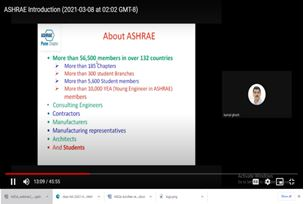 ASHRAE Introduction (2021-03-08 at 02:02 GMT-8)
ASHRAE
Pune Chapter
About ASHRAE
• More than 56,500 members in over 132 countries
➤ More than 185 Chapters
➤ More than 300 student Branches
➤ More than 5,600 Student members
➤ More than 10,000 YEA (Young Engineer in ASHRAE) members
• Consulting Engineers
• Contractors
• Manufacturers
• Manufacturing representatives
• Architects
• And Students
Activate Windows
13:09 / 45:55